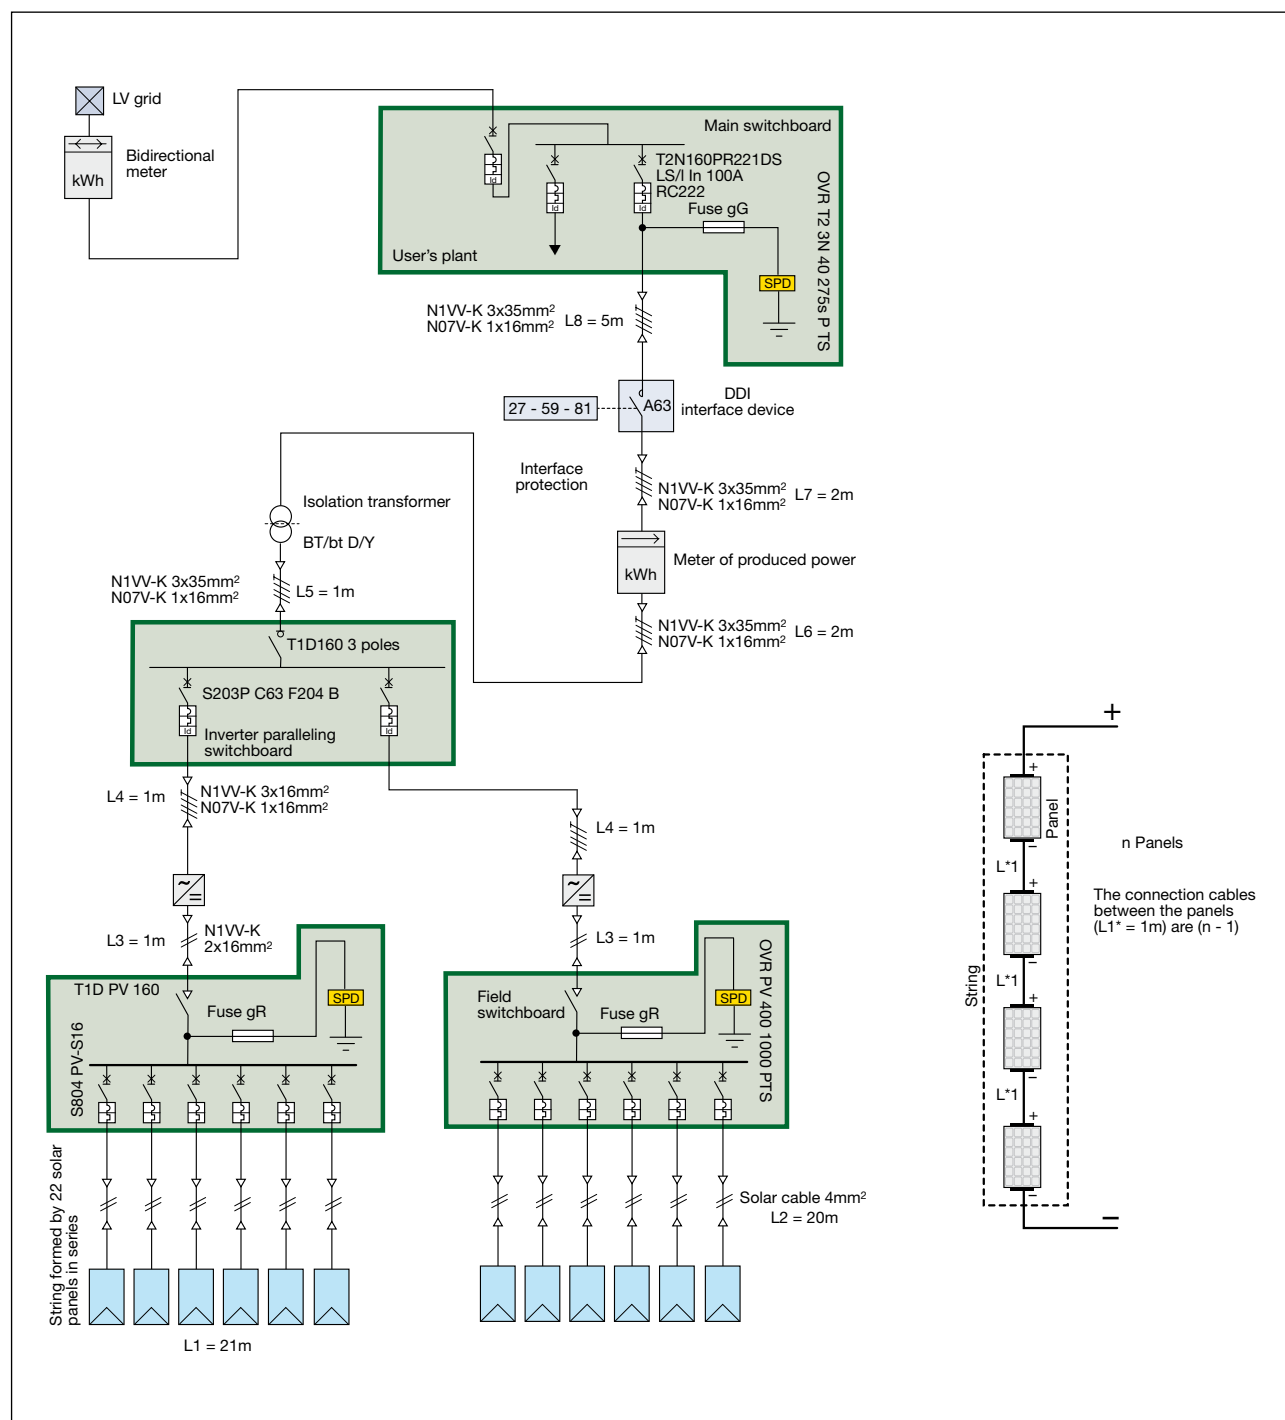 LV grid
Bidirectional
meter
kWh
Main switchboard
T2N160PR221DS
LS/I In 100A
RC222
Id
Id
Id
Fuse gG
SPD
User's plant
OVR T2 3N 40 275s P TS
N1VV-K 3x35mm²
N07V-K 1x16mm²
L8 = 5m
27 - 59 - 81
A63
DDI
interface device
Interface
protection
N1VV-K 3x35mm²
N07V-K 1x16mm²
L7 = 2m
kWh
Meter of produced power
N1VV-K 3x35mm²
N07V-K 1x16mm²
L6 = 2m
Isolation transformer
BT/bt D/Y
N1VV-K 3x35mm²
N07V-K 1x16mm²
L5 = 1m
T1D160 3 poles
S203P C63 F204 B
Id
Id
Inverter paralleling
switchboard
L4 = 1m
N1VV-K 3x16mm²
N07V-K 1x16mm²
L4 = 1m
~
=
~
=
L3 = 1m
N1VV-K
2x16mm²
L3 = 1m
T1D PV 160
Fuse gR
SPD
S804 PV-S16
Field
switchboard
Fuse gR
SPD
OVR PV 400 1000 PTS
String formed by 22 solar
panels in series
L1 = 21m
Solar cable 4mm²
L2 = 20m
+
+
Panel
–
L*1
+
–
L*1
+
–
L*1
+
–
–
String
n Panels
The connection cables
between the panels
(L1* = 1m) are (n - 1)